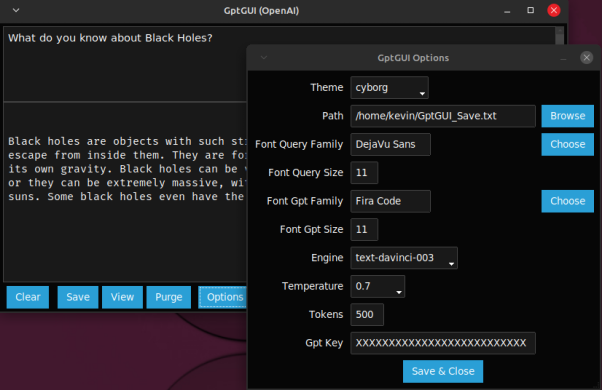 GptGUI (OpenAI)
What do you know about Black Holes?
Black holes are objects with such
escape from inside them. They are
its own gravity. Black holes can be
or they can be extremely massive,
suns. Some black holes even have the
Clear Save View Purge Options
GptGUI Options
Theme cyborg
Path /home/kevin/GptGUI_Save.txt Browse
Font Query Family DejaVu Sans Choose
Font Query Size 11
Font Gpt Family Fira Code Choose
Font Gpt Size 11
Engine text-davinci-003
Temperature 0.7
Tokens 500
Gpt Key XXXXXXXXXXXXXXXXXXXXXXXXXX
Save & Close